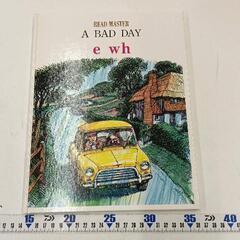 READ MASTER
A BAD DAY
e wh
15 20 25 30 35 40